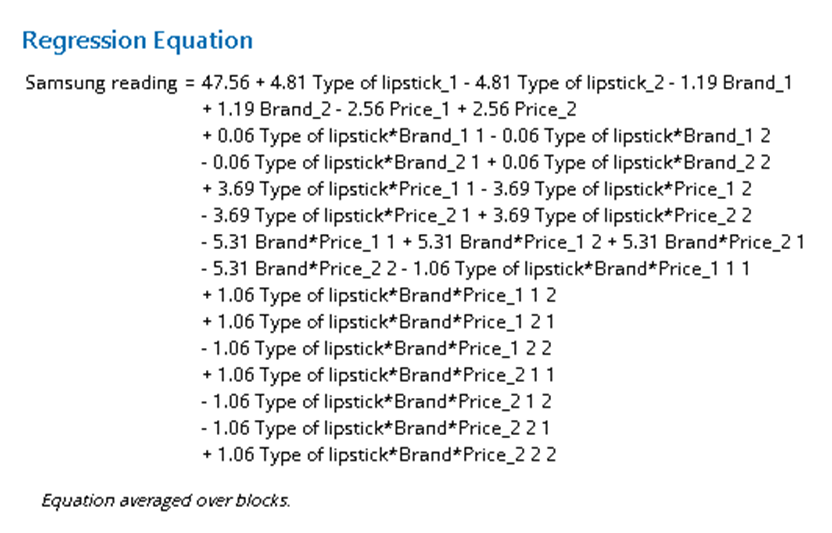 Regression Equation
Samsung reading = 47.56 + 4.81 Type of lipstick_1 - 4.81 Type of lipstick_2 - 1.19 Brand_1
+ 1.19 Brand_2 - 2.56 Price_1 + 2.56 Price_2
+ 0.06 Type of lipstick*Brand_1 1 - 0.06 Type of lipstick*Brand_1 2
- 0.06 Type of lipstick*Brand_2 1 + 0.06 Type of lipstick*Brand_2 2
+ 3.69 Type of lipstick*Price_1 1 - 3.69 Type of lipstick*Price_1 2
- 3.69 Type of lipstick*Price_2 1 + 3.69 Type of lipstick*Price_2 2
- 5.31 Brand*Price_1 1 + 5.31 Brand*Price_1 2 + 5.31 Brand*Price_2 1
- 5.31 Brand*Price_2 2 - 1.06 Type of lipstick*Brand*Price_1 1 1
+ 1.06 Type of lipstick*Brand*Price_1 1 2
+ 1.06 Type of lipstick*Brand*Price_1 2 1
- 1.06 Type of lipstick*Brand*Price_1 2 2
+ 1.06 Type of lipstick*Brand*Price_2 1 1
- 1.06 Type of lipstick*Brand*Price_2 1 2
- 1.06 Type of lipstick*Brand*Price_2 2 1
+ 1.06 Type of lipstick*Brand*Price_2 2 2
Equation averaged over blocks.